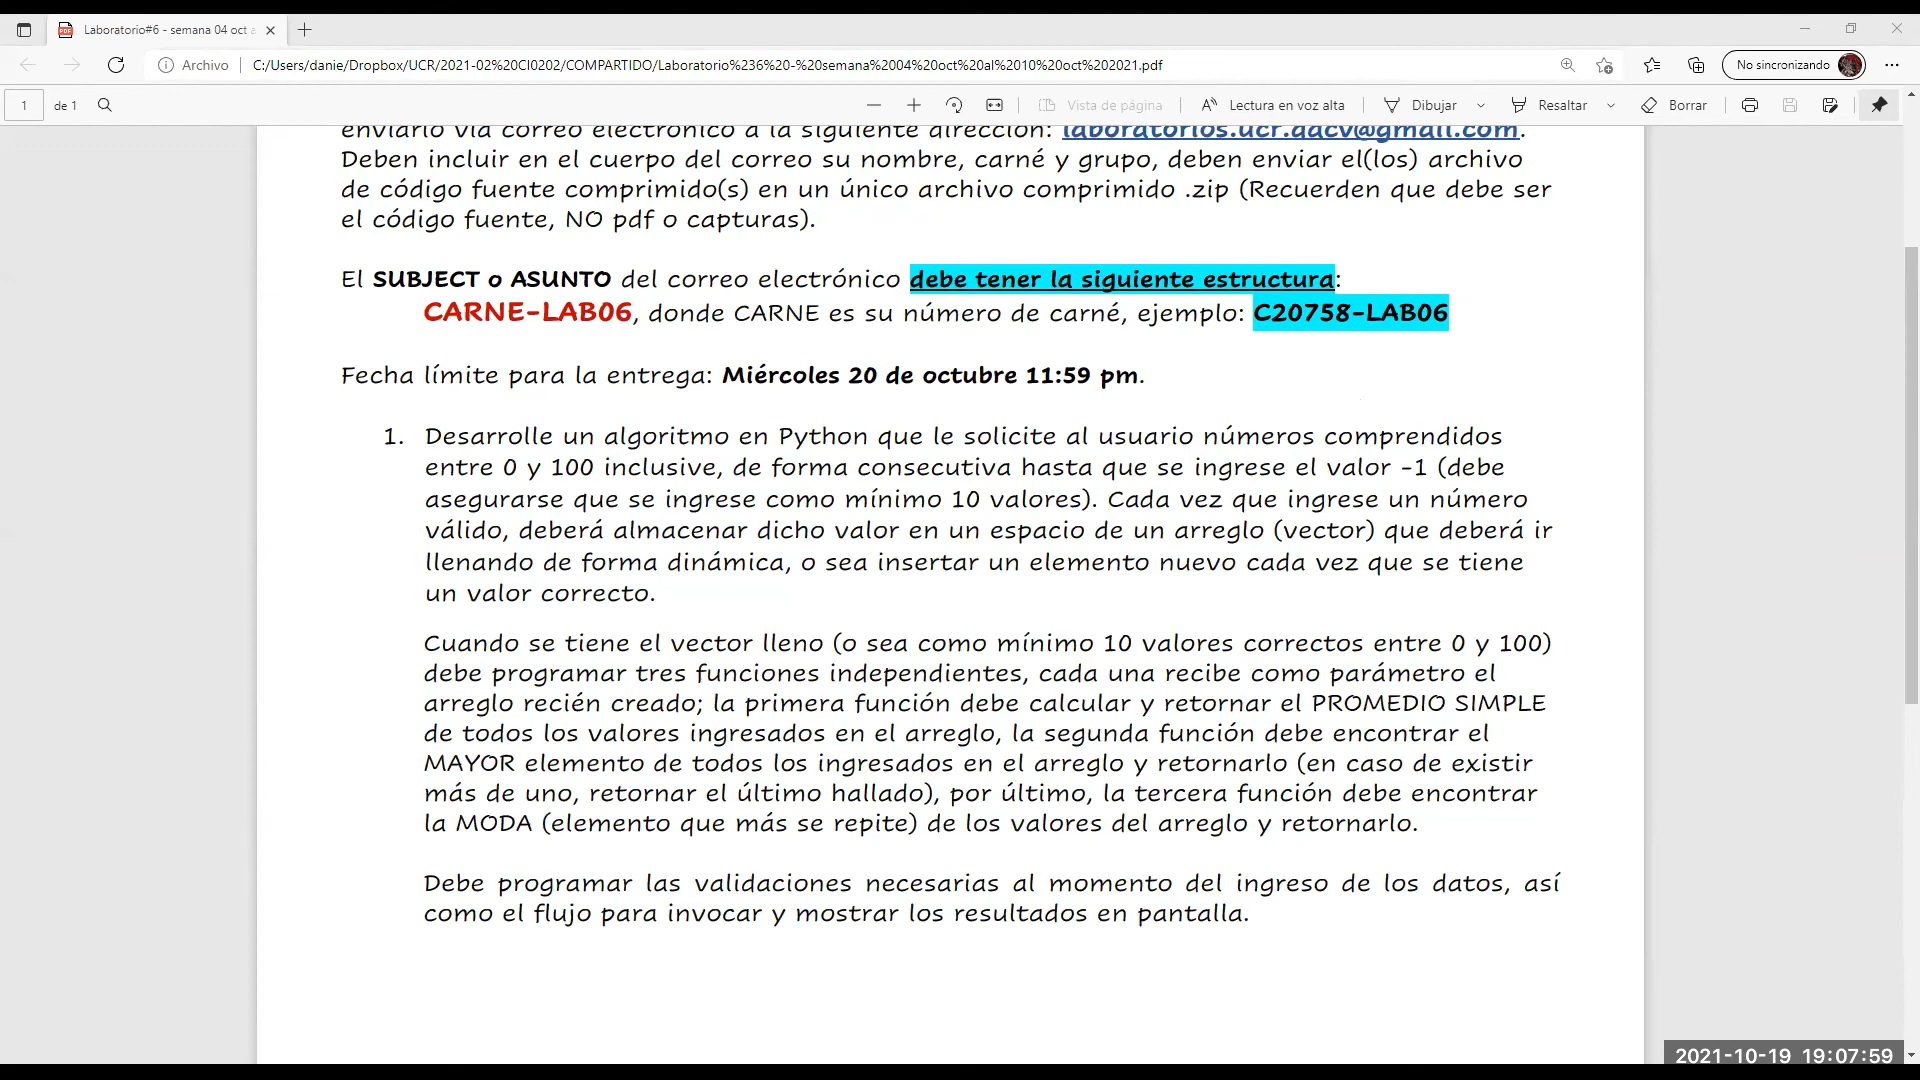 Laboratorio#6 - semana 04 oct a
Archivo
C:/Users/danie/Dropbox/UCR/2021-02%20CI0202/COMPARTIDO/Laboratorio%236%20-%20semana%2004%20oct%20al%2010%20oct%202021.pdf
No sincronizando
1 de 1
Vista de página
Lectura en voz alta
Dibujar
Resaltar
Borrar
enviarlo vía correo electrónico a la siguiente dirección: laboratorios.ucr.dacv@gmail.com.
Deben incluir en el cuerpo del correo su nombre, carné y grupo, deben enviar el(los) archivo
de código fuente comprimido(s) en un único archivo comprimido .zip (Recuerden que debe ser
el código fuente, NO pdf o capturas).
El SUBJECT o ASUNTO del correo electrónico debe tener la siguiente estructura:
CARNE-LAB06, donde CARNE es su número de carné, ejemplo: C20758-LAB06
Fecha límite para la entrega: Miércoles 20 de octubre 11:59 pm.
1. Desarrolle un algoritmo en Python que le solicite al usuario números comprendidos
entre 0 y 100 inclusive, de forma consecutiva hasta que se ingrese el valor -1 (debe
asegurarse que se ingrese como mínimo 10 valores). Cada vez que ingrese un número
válido, deberá almacenar dicho valor en un espacio de un arreglo (vector) que deberá ir
llenando de forma dinámica, o sea insertar un elemento nuevo cada vez que se tiene
un valor correcto.
Cuando se tiene el vector lleno (o sea como mínimo 10 valores correctos entre 0 y 100)
debe programar tres funciones independientes, cada una recibe como parámetro el
arreglo recién creado; la primera función debe calcular y retornar el PROMEDIO SIMPLE
de todos los valores ingresados en el arreglo, la segunda función debe encontrar el
MAYOR elemento de todos los ingresados en el arreglo y retornarlo (en caso de existir
más de uno, retornar el último hallado), por último, la tercera función debe encontrar
la MODA (elemento que más se repite) de los valores del arreglo y retornarlo.
Debe programar las validaciones necesarias al momento del ingreso de los datos, así
como el flujo para invocar y mostrar los resultados en pantalla.
2021-10-19 19:07:59